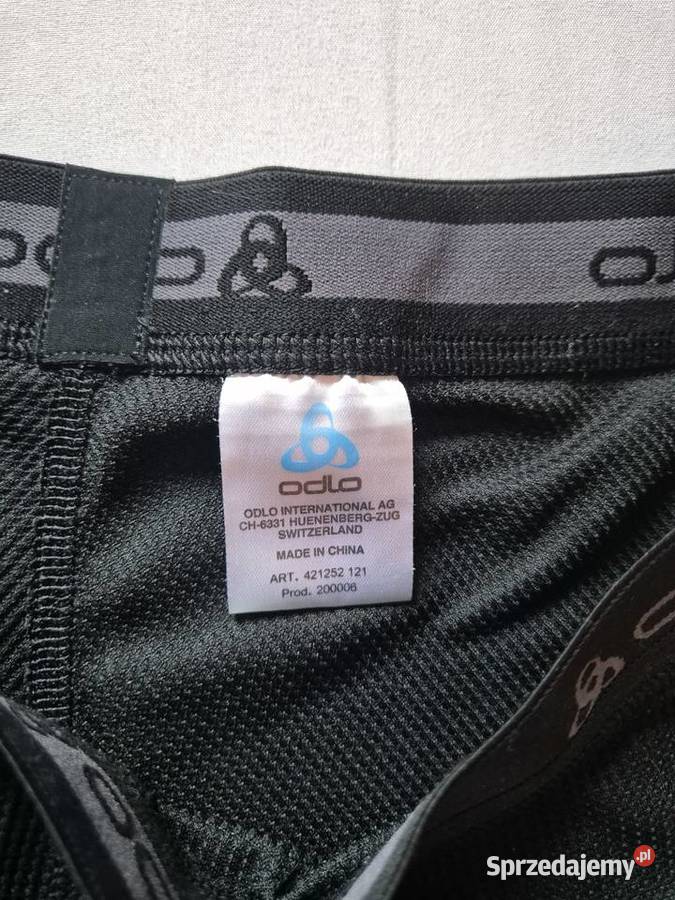 odlo
ODLO INTERNATIONAL AG
CH-6331 HUENENBERG-ZUG
SWITZERLAND
MADE IN CHINA
ART. 421252 121
Prod. 200006
Sprzedajemy.pl